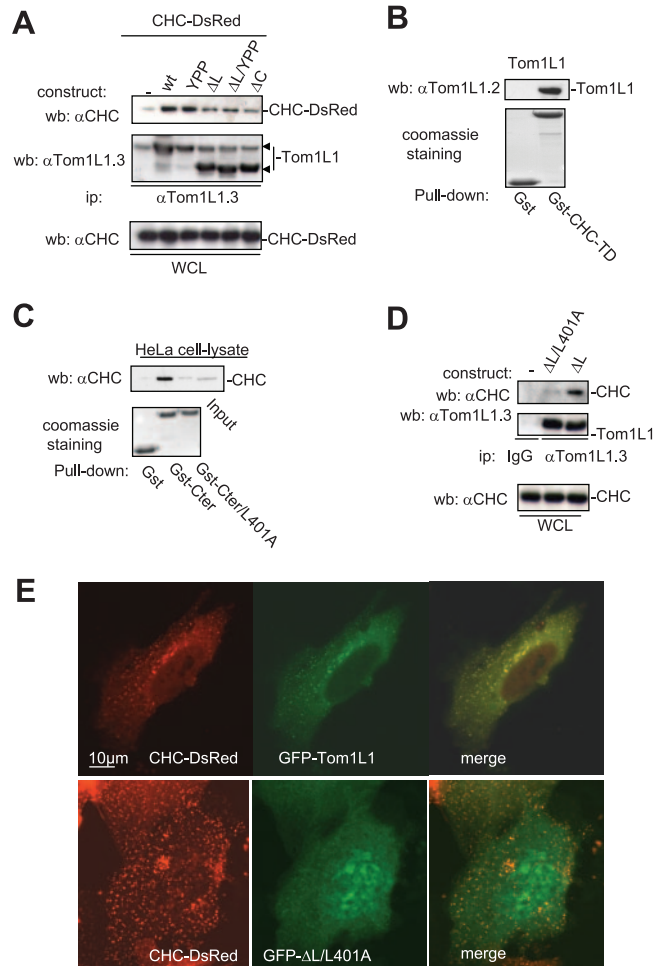 A
CHC-DsRed
construct:
-
wt
YPP
ΔL
ΔL/YPP
ΔC
wb: αCHC
-CHC-DsRed
wb: αTom1L1.3
-Tom1L1
ip:
αTom1L1.3
wb: αCHC
-CHC-DsRed
WCL
B
Tom1L1
wb: αTom1L1.2
-Tom1L1
coomassie
staining
Pull-down:
Gst
Gst-CHC-TD
C
HeLa cell-lysate
wb: αCHC
-CHC
Input
coomassie
staining
Pull-down:
Gst
Gst-Cter
Gst-Cter/L401A
D
construct:
-
ΔL/L401A
ΔL
wb: αCHC
-CHC
wb: αTom1L1.3
-Tom1L1
ip:
IgG
αTom1L1.3
wb: αCHC
-CHC
WCL
E
10μm
CHC-DsRed
GFP-Tom1L1
merge
CHC-DsRed
GFP-ΔL/L401A
merge